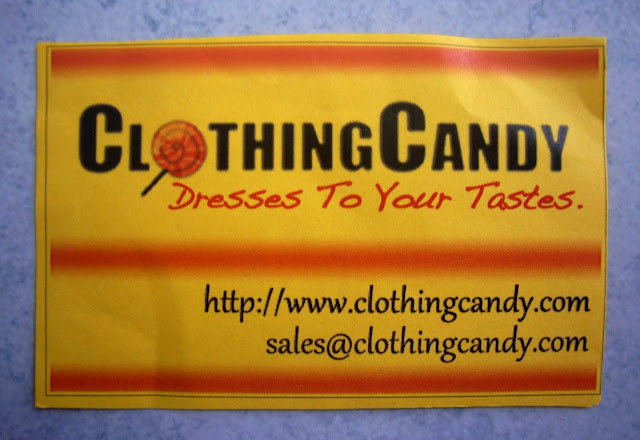 CLOTHINGCANDY
Dresses To Your Tastes.
http://www.clothingcandy.com
sales@clothingcandy.com